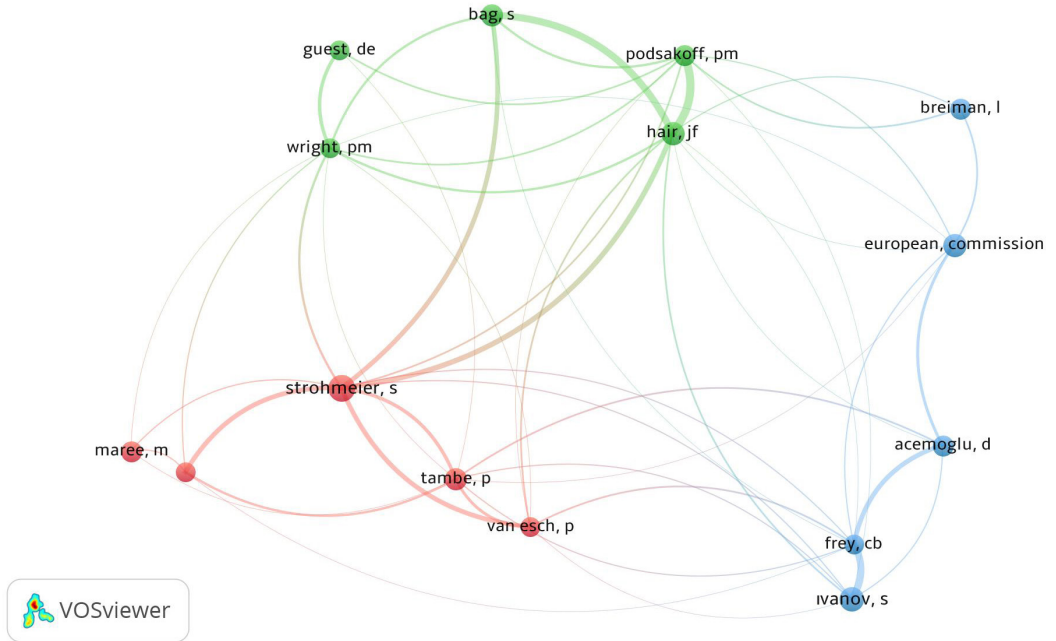 bag, s
guest, de
podsakoff, pm
breiman, l
hair, jf
wright, pm
european, commission
strohmeier, s
maree, m
acemoglu, d
tambe, p
van esch, p
frey, cb
ivanov, s
VOSviewer